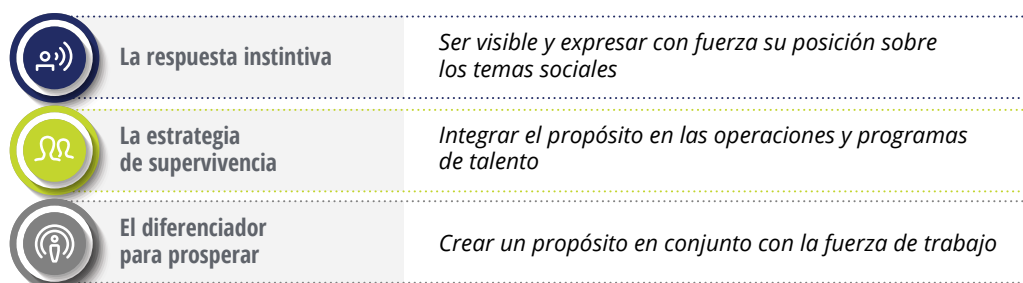 La respuesta instintiva
Ser visible y expresar con fuerza su posición sobre
los temas sociales
La estrategia
de supervivencia
Integrar el propósito en las operaciones y programas
de talento
El diferenciador
para prosperar
Crear un propósito en conjunto con la fuerza de trabajo